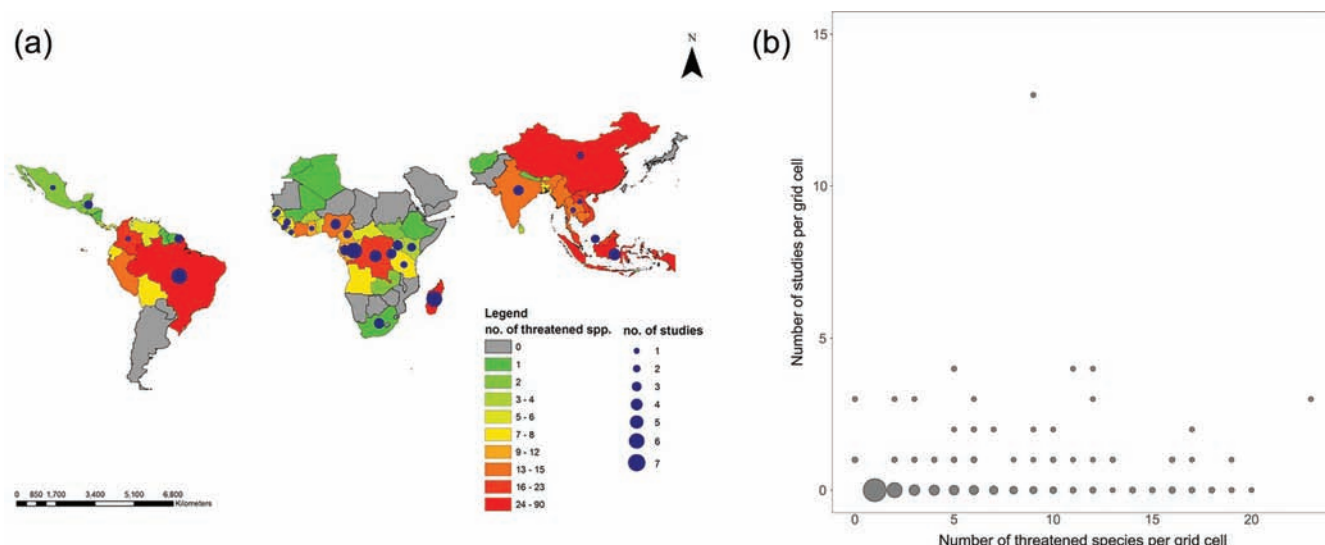 (a)
N
Legend
no. of threatened spp.
0
1
2
3 - 4
5 - 6
7 - 8
9 - 12
13 - 15
16 - 23
24 - 90
no. of studies
1
2
3
4
5
6
7
0 850 1,700 3,400 5,100 6,800
Kilometers
(b)
Number of studies per grid cell
15
10
5
0
0 5 10 15 20
Number of threatened species per grid cell